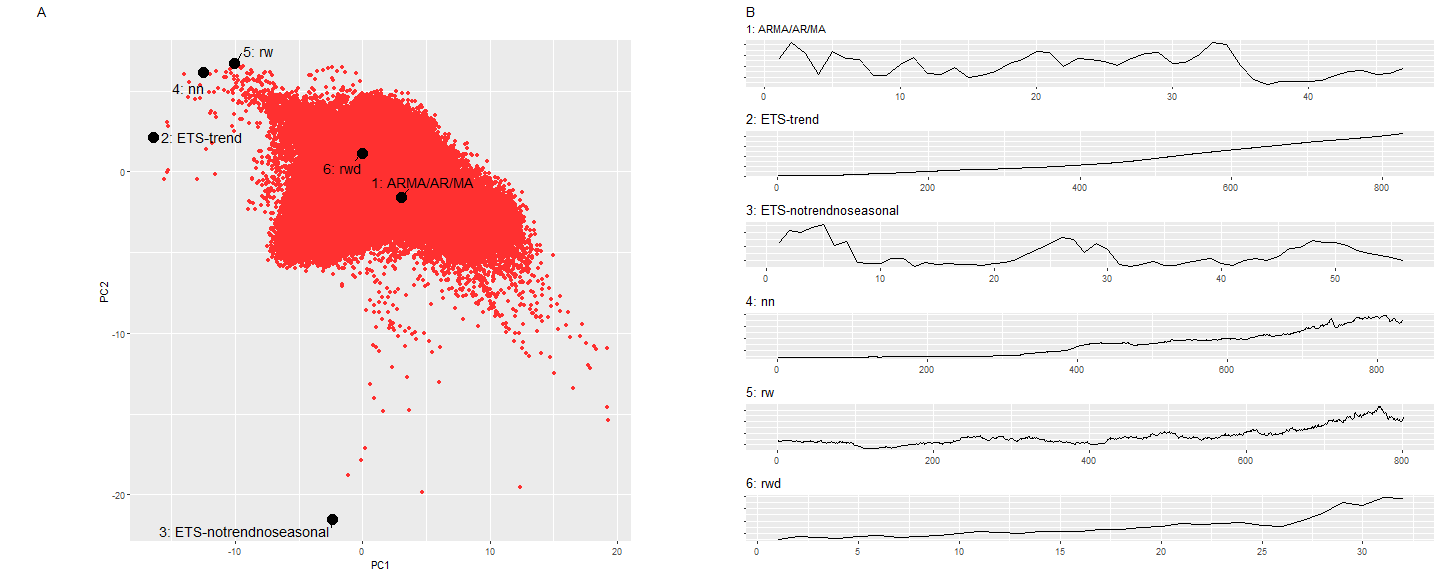 A
5: rw
4: nn
2: ETS-trend
6: rwd
1: ARMA/AR/MA
3: ETS-notrendnoseasonal
0
-10
-20
PC2
-10 0 10 20
PC1
B
1: ARMA/AR/MA
0 10 20 30 40
2: ETS-trend
0 200 400 600 800
3: ETS-notrendnoseasonal
0 10 20 30 40 50
4: nn
0 200 400 600 800
5: rw
0 200 400 600 800
6: rwd
0 5 10 15 20 25 30